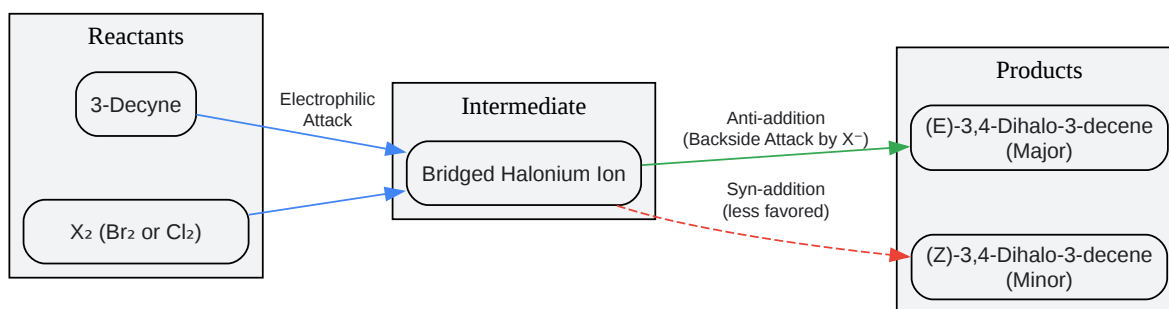 Reactants
3-Decyne
X₂ (Br₂ or Cl₂)
Electrophilic
Attack
Intermediate
Bridged Halonium Ion
Anti-addition
(Backside Attack by X⁻)
Syn-addition
(less favored)
Products
(E)-3,4-Dihalo-3-decene
(Major)
(Z)-3,4-Dihalo-3-decene
(Minor)